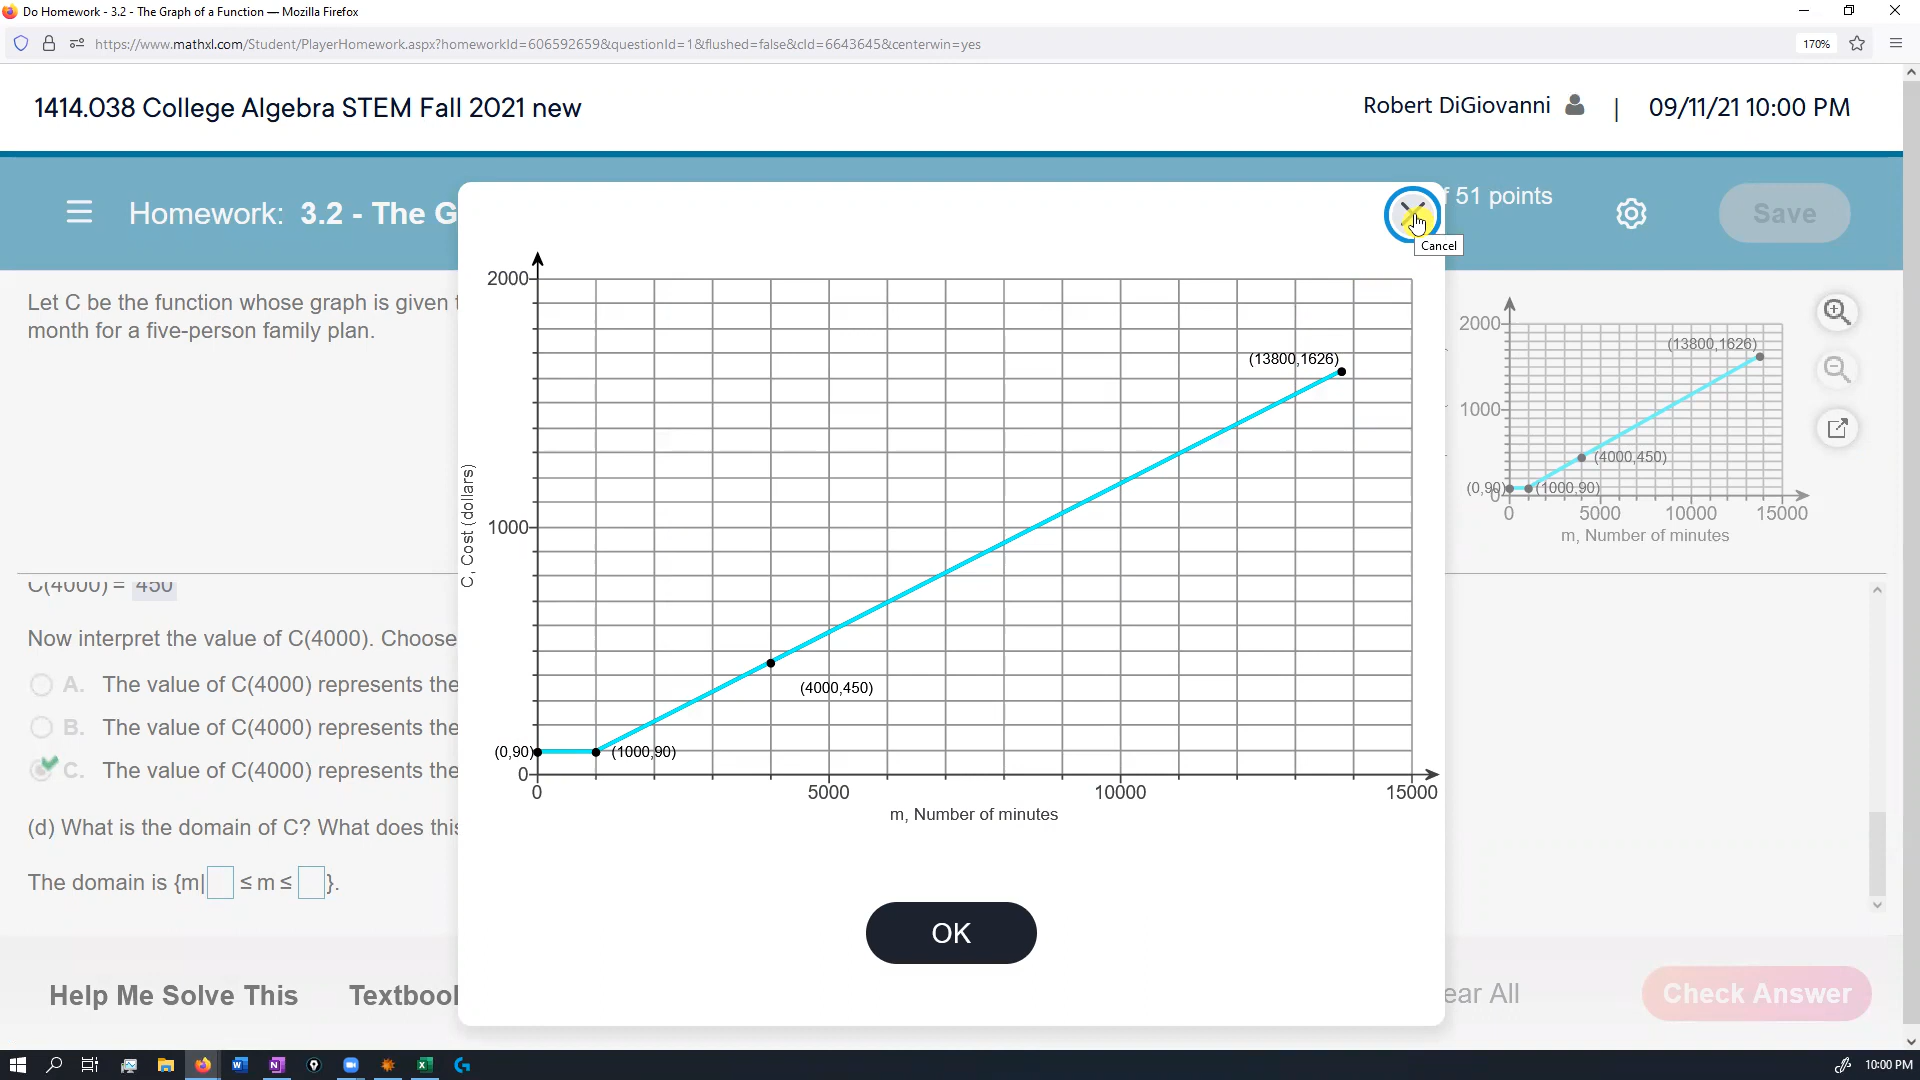 Do Homework - 3.2 - The Graph of a Function — Mozilla Firefox
https://www.mathxl.com/Student/PlayerHomework.aspx?homeworkId=606592659&questionId=1&flushed=false&cId=6643645&centerwin=yes
170%
1414.038 College Algebra STEM Fall 2021 new
Robert DiGiovanni | 09/11/21 10:00 PM
Homework: 3.2 - The G
f 51 points
Save
Cancel
Let C be the function whose graph is given
month for a five-person family plan.
2000
1000
0
C, Cost (dollars)
(13800,1626)
(4000,450)
(0,90)
(1000,90)
0
5000
10000
15000
m, Number of minutes
OK
2000
1000
0
(13800,1626)
(4000,450)
(0,90)
(1000,90)
0
5000
10000
15000
m, Number of minutes
C(4000) = 450
Now interpret the value of C(4000). Choose
A. The value of C(4000) represents the
B. The value of C(4000) represents the
C. The value of C(4000) represents the
(d) What is the domain of C? What does this
The domain is {m| ≤ m ≤ }.
Help Me Solve This
Textbool
ear All
Check Answer
10:00 PM